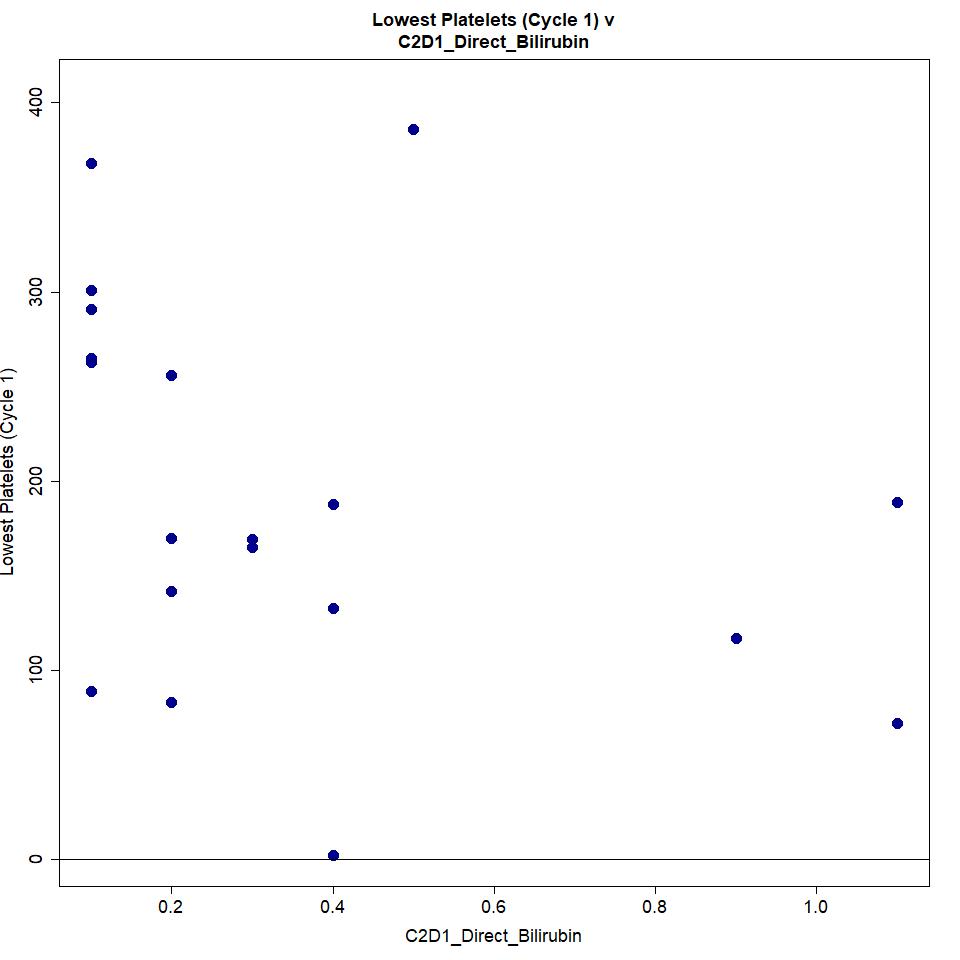 Lowest Platelets (Cycle 1) v
C2D1_Direct_Bilirubin
400
300
200
100
0
Lowest Platelets (Cycle 1)
0.2
0.4
0.6
0.8
1.0
C2D1_Direct_Bilirubin